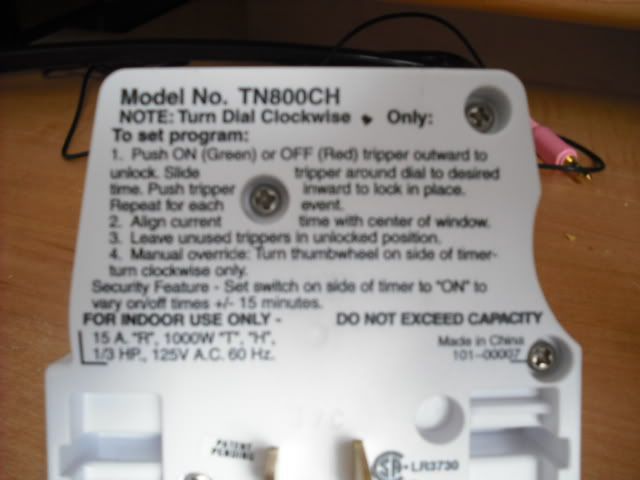 Model No. TN800CH
NOTE: Turn Dial Clockwise Only:
To set program:
1. Push ON (Green) or OFF (Red) tripper outward to
unlock. Slide tripper around dial to desired
time. Push tripper inward to lock in place.
Repeat for each event.
2. Align current time with center of window.
3. Leave unused trippers in unlocked position.
4. Manual override: Turn thumbwheel on side of timer-
turn clockwise only.
Security Feature - Set switch on side of timer to "ON" to
vary on/off times +/- 15 minutes.
FOR INDOOR USE ONLY - DO NOT EXCEED CAPACITY
15 A. "R", 1000W "T", "H",
1/3 HP., 125V A.C. 60 Hz.
Made in China
101-00007
PATENT
PENDING
LR3730